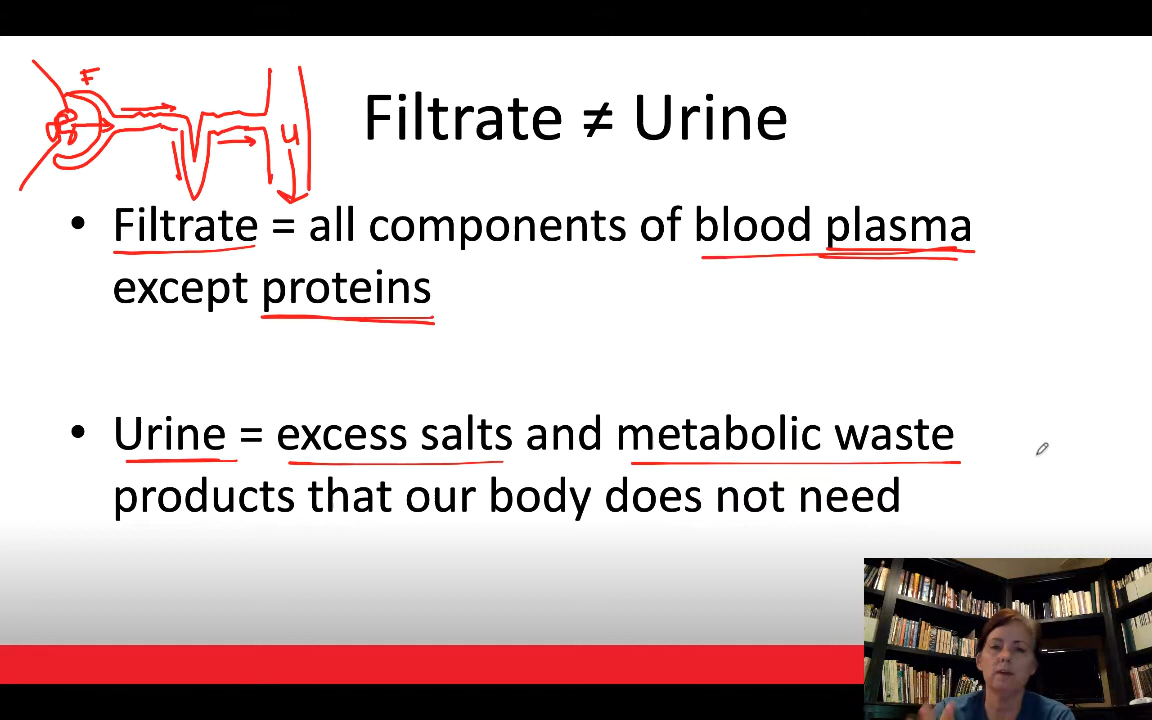 F
U
Filtrate ≠ Urine
• Filtrate = all components of blood plasma
except proteins
• Urine = excess salts and metabolic waste
products that our body does not need